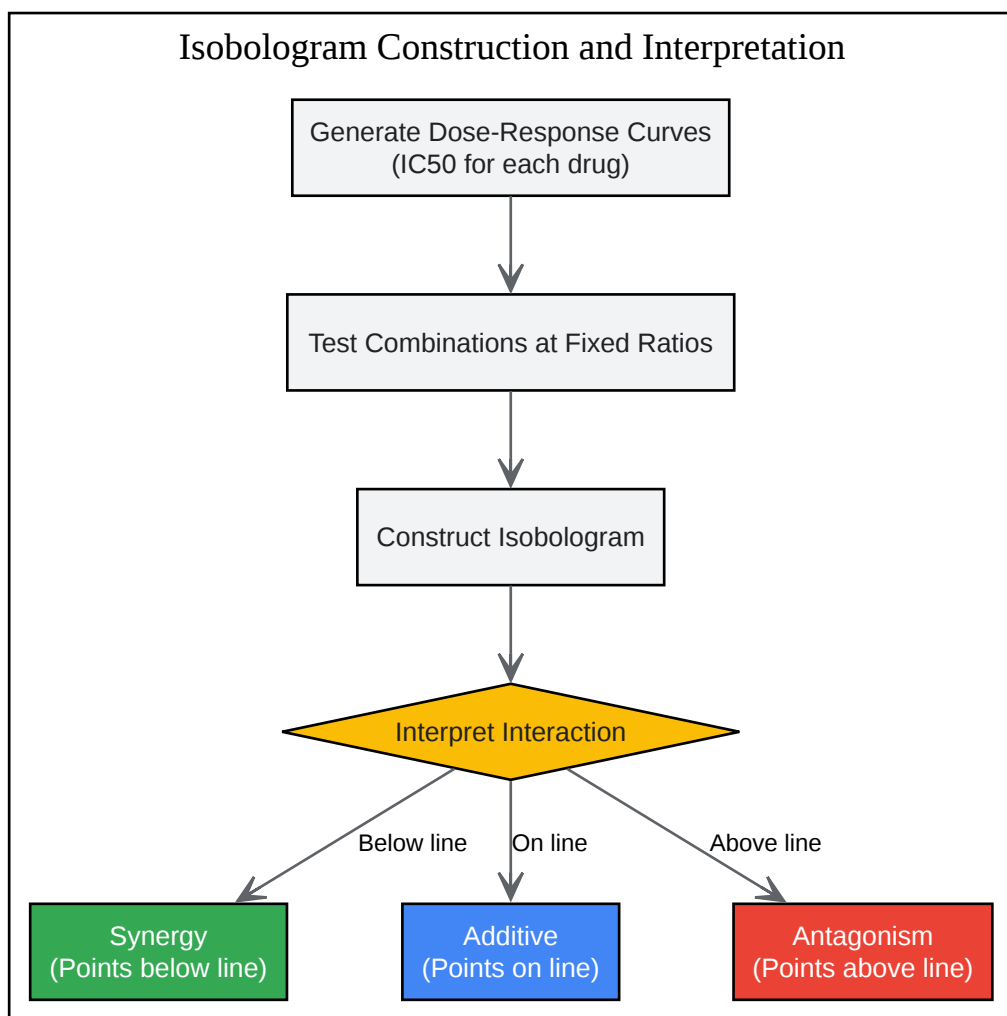 Isobologram Construction and Interpretation
Generate Dose-Response Curves
(IC50 for each drug)
Test Combinations at Fixed Ratios
Construct Isobologram
Interpret Interaction
Below line
On line
Above line
Synergy
(Points below line)
Additive
(Points on line)
Antagonism
(Points above line)